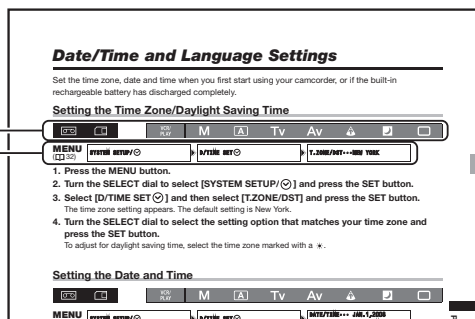 Date/Time and Language Settings
Set the time zone, date and time when you first start using your camcorder, or if the built-in
rechargeable battery has discharged completely.
Setting the Time Zone/Daylight Saving Time
VCR/PLAY M A Tv Av
MENU SYSTEM SETUP/ D/TIME SET T.ZONE/DST•••NEW YORK
( 32)
1. Press the MENU button.
2. Turn the SELECT dial to select [SYSTEM SETUP/ ] and press the SET button.
3. Select [D/TIME SET ] and then select [T.ZONE/DST] and press the SET button.
The time zone setting appears. The default setting is New York.
4. Turn the SELECT dial to select the setting option that matches your time zone and
press the SET button.
To adjust for daylight saving time, select the time zone marked with a ☀.
Setting the Date and Time
VCR/PLAY M A Tv Av
MENU SYSTEM SETUP/ D/TIME SET DATE/TIME••• JAN.1,2008